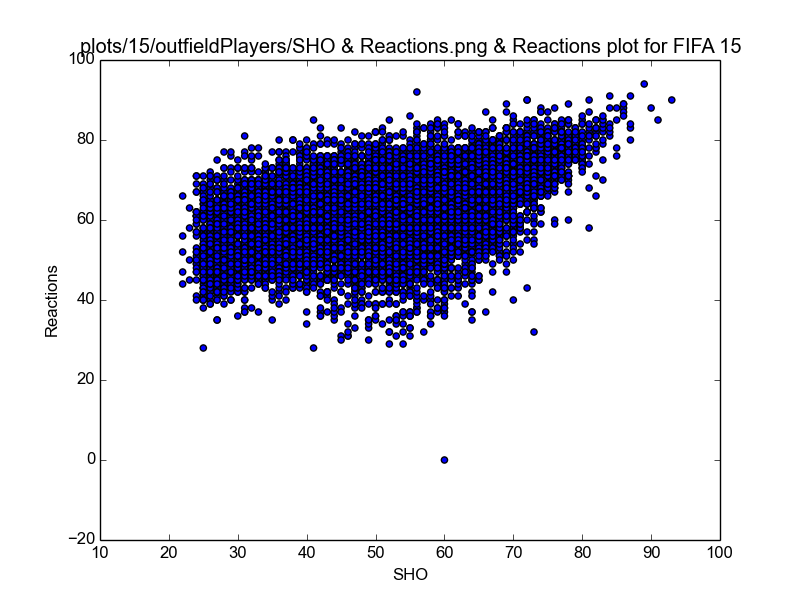 plots/15/outfieldPlayers/SHO & Reactions.png & Reactions plot for FIFA 15
100
80
60
40
20
0
−20
Reactions
10 20 30 40 50 60 70 80 90 100
SHO